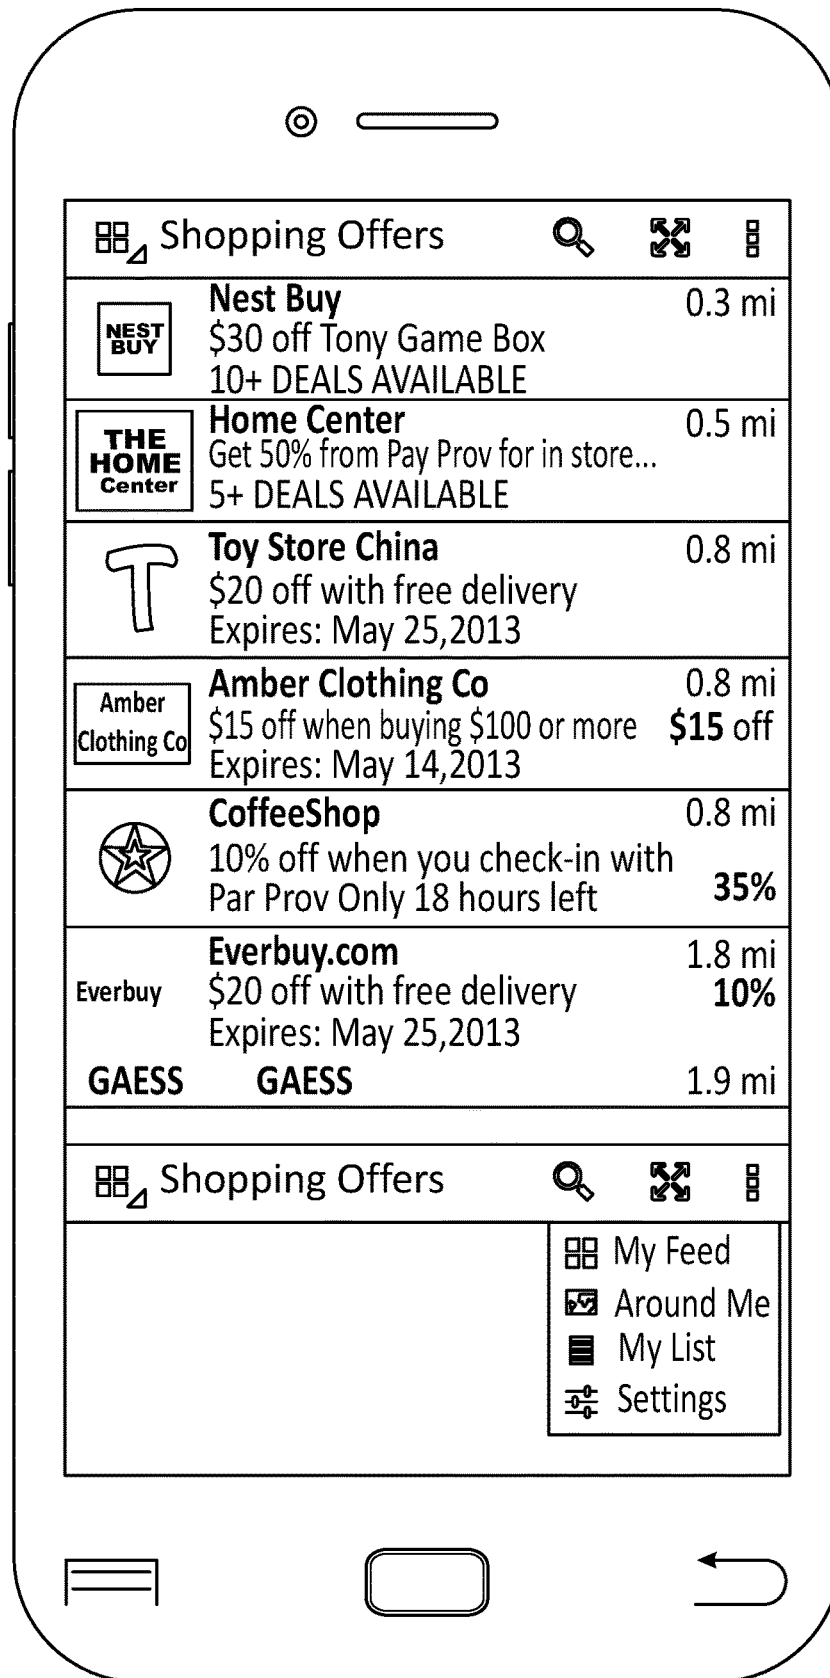 Shopping Offers
NEST
BUY
Nest Buy
0.3 mi
$30 off Tony Game Box
10+ DEALS AVAILABLE
THE
HOME
Center
Home Center
0.5 mi
Get 50% from Pay Prov for in store...
5+ DEALS AVAILABLE
T
Toy Store China
0.8 mi
$20 off with free delivery
Expires: May 25,2013
Amber
Clothing Co
Amber Clothing Co
0.8 mi
$15 off when buying $100 or more
$15 off
Expires: May 14,2013
CoffeeShop
0.8 mi
10% off when you check-in with
Par Prov Only 18 hours left
35%
Everbuy
Everbuy.com
1.8 mi
$20 off with free delivery
10%
Expires: May 25,2013
GAESS
GAESS
1.9 mi
Shopping Offers
My Feed
Around Me
My List
Settings